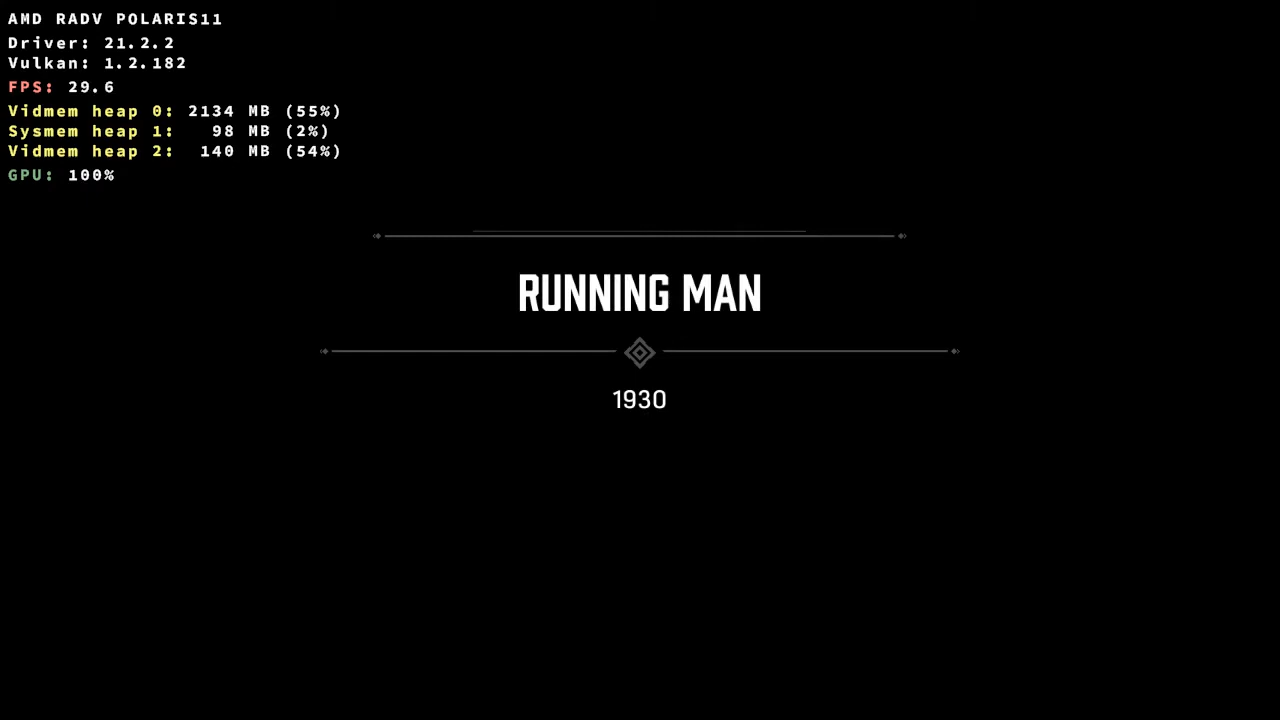 AMD RADV POLARIS11
Driver: 21.2.2
Vulkan: 1.2.182
FPS: 29.6
Vidmem heap 0: 2134 MB (55%)
Sysmem heap 1: 98 MB (2%)
Vidmem heap 2: 140 MB (54%)
GPU: 100%
RUNNING MAN
1930